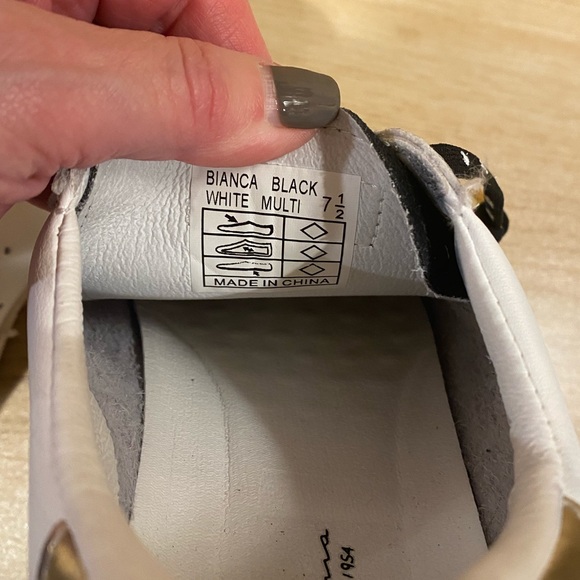 BIANCA BLACK
WHITE MULTI 7 1/2
MADE IN CHINA
1954